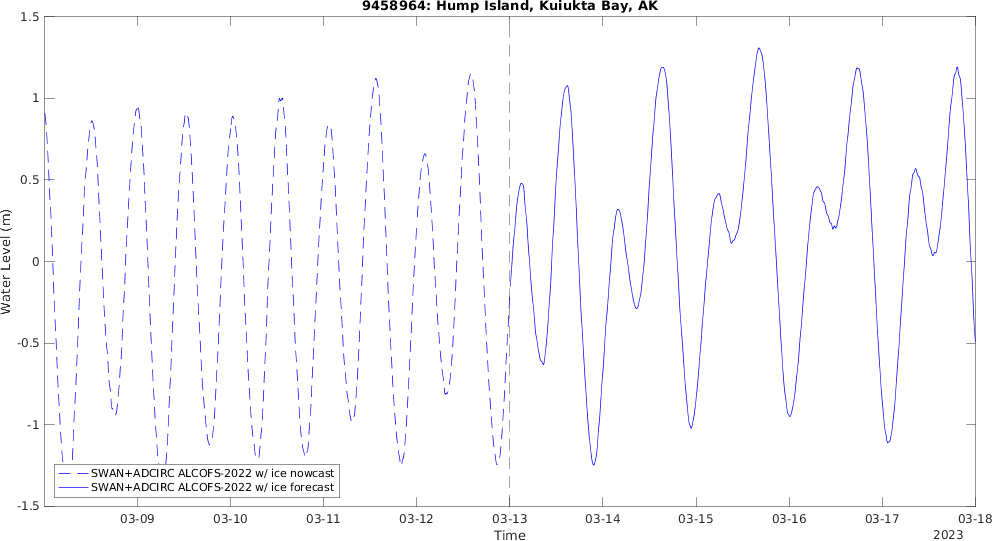 9458964: Hump Island, Kuiukta Bay, AK
1.5
1
0.5
0
-0.5
-1
-1.5
Water Level (m)
SWAN+ADCIRC ALCOFS-2022 w/ ice nowcast
SWAN+ADCIRC ALCOFS-2022 w/ ice forecast
03-09 03-10 03-11 03-12 03-13 03-14 03-15 03-16 03-17 03-18
Time
2023